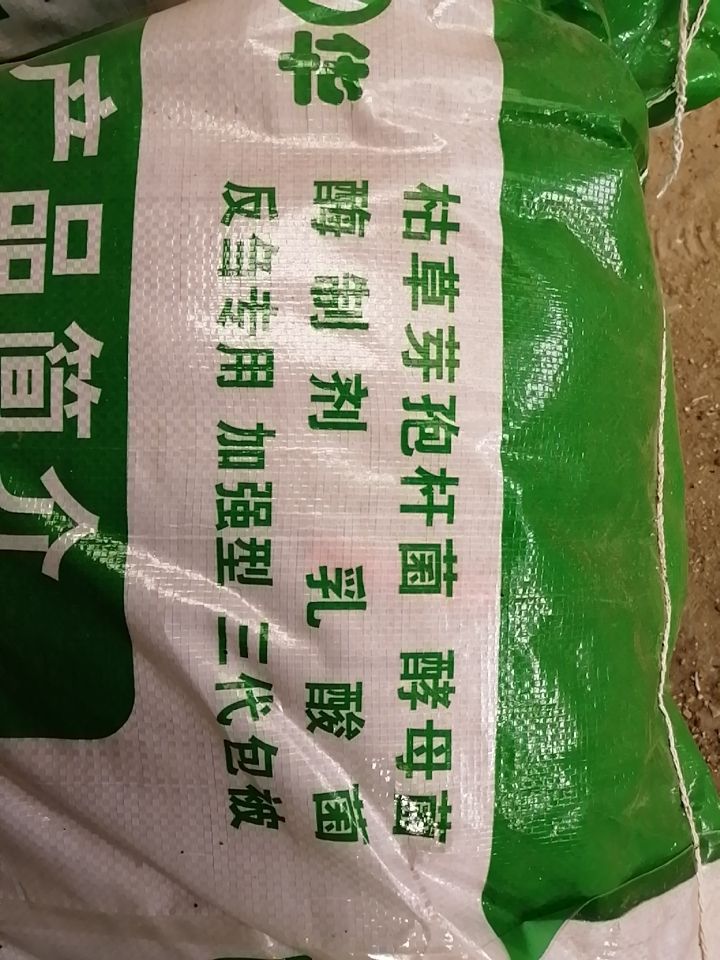 华
枯草芽孢杆菌 酵母菌
酶制剂 乳酸菌
反刍专用 加强型 三代包被
产品简介